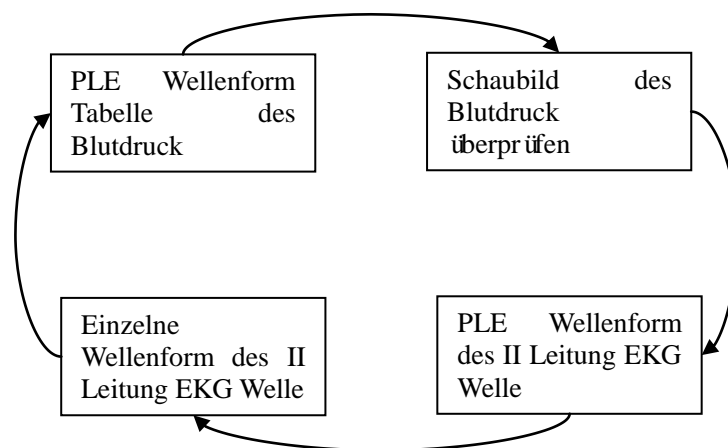 PLE Wellenform
Tabelle des
Blutdruck
Schaubild des
Blutdruck
überprüfen
Einzelne
Wellenform des II
Leitung EKG Welle
PLE Wellenform
des II Leitung EKG
Welle